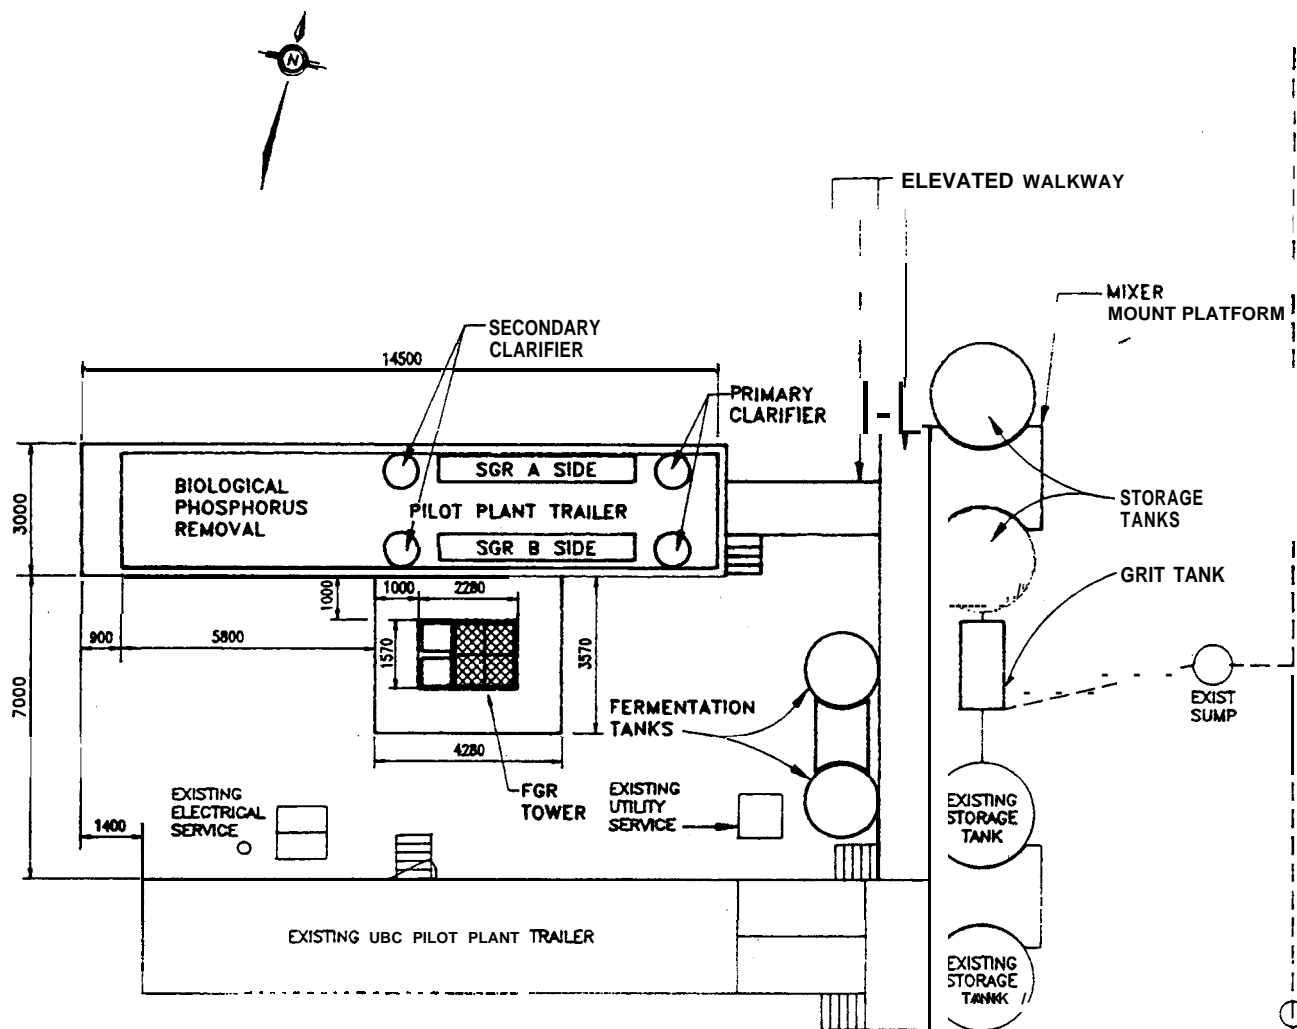 N
ELEVATED WALKWAY
MIXER
MOUNT PLATFORM
SECONDARY
CLARIFIER
14500
PRIMARY
CLARIFIER
SGR A SIDE
BIOLOGICAL
PHOSPHORUS
REMOVAL
PILOT PLANT TRAILER
SGR B SIDE
3000
STORAGE
TANKS
GRIT TANK
1000
1000
2280
900
5800
1570
3570
7000
EXIST
SUMP
FERMENTATION
TANKS
4280
FGR
TOWER
EXISTING
ELECTRICAL
SERVICE
EXISTING
UTILITY
SERVICE
1400
EXISTING
STORAGE
TANK
EXISTING UBC PILOT PLANT TRAILER
EXISTING
STORAGE
TANKK